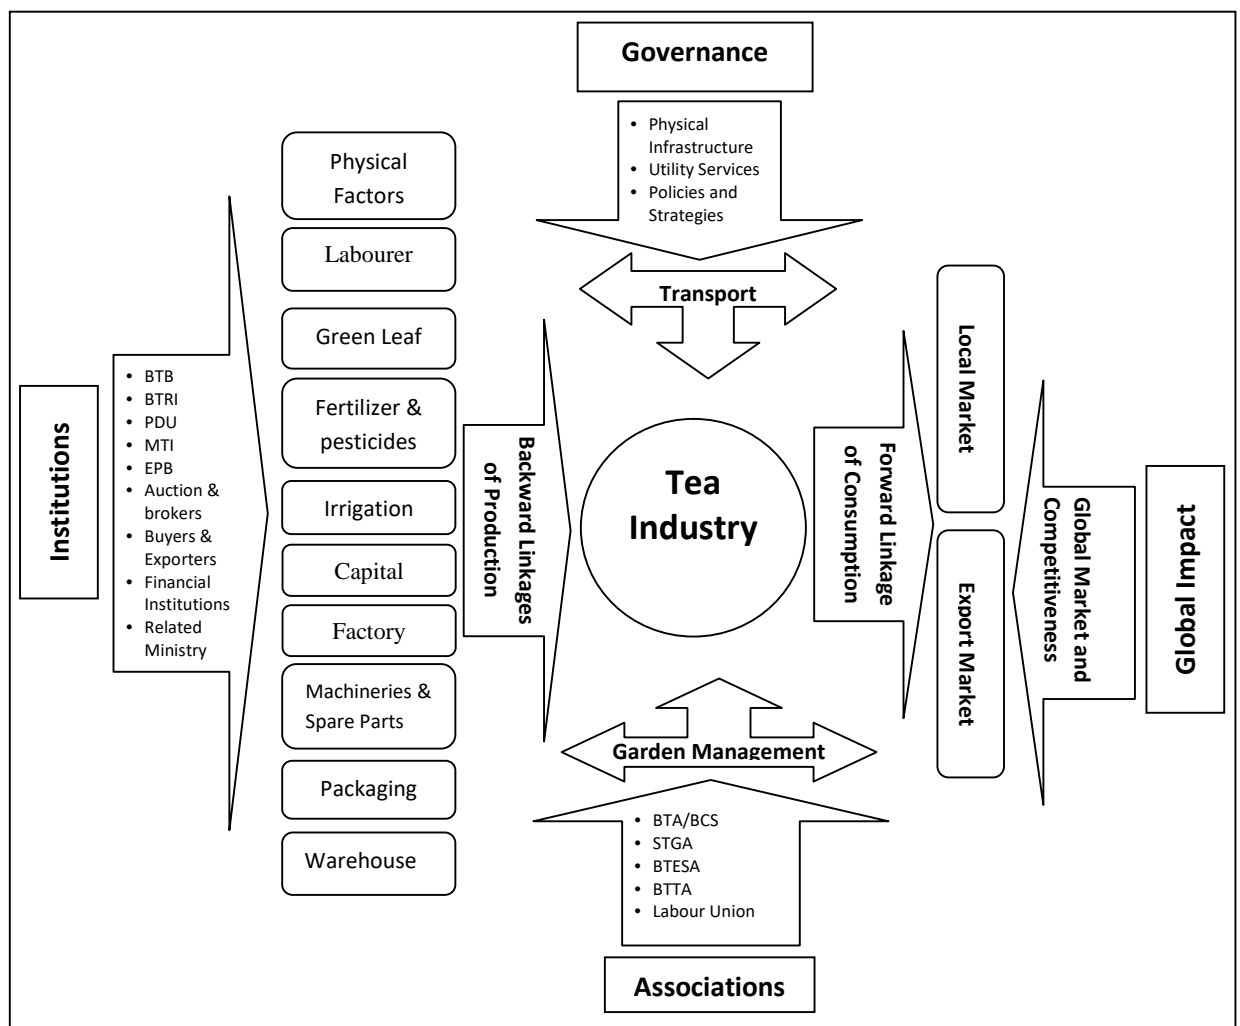 Governance
• Physical
Infrastructure
• Utility Services
• Policies and
Strategies
Transport
Institutions
• BTB
• BTRI
• PDU
• MTI
• EPB
• Auction &
brokers
• Buyers &
Exporters
• Financial
Institutions
• Related
Ministry
Physical
Factors
Labourer
Green Leaf
Fertilizer &
pesticides
Irrigation
Capital
Factory
Machineries &
Spare Parts
Packaging
Warehouse
Backward Linkages
of Production
Tea
Industry
Forward Linkage
of Consumption
Local Market
Export Market
Global Market and
Competitiveness
Global Impact
Garden Management
• BTA/BCS
• STGA
• BTESA
• BTTA
• Labour Union
Associations